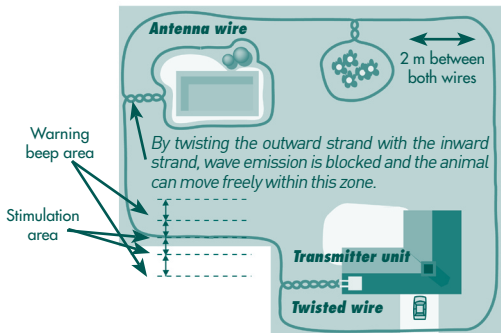 Antenna wire
2 m between
both wires
Warning
beep area
By twisting the outward strand with the inward
strand, wave emission is blocked and the animal
can move freely within this zone.
Stimulation
area
Transmitter unit
Twisted wire